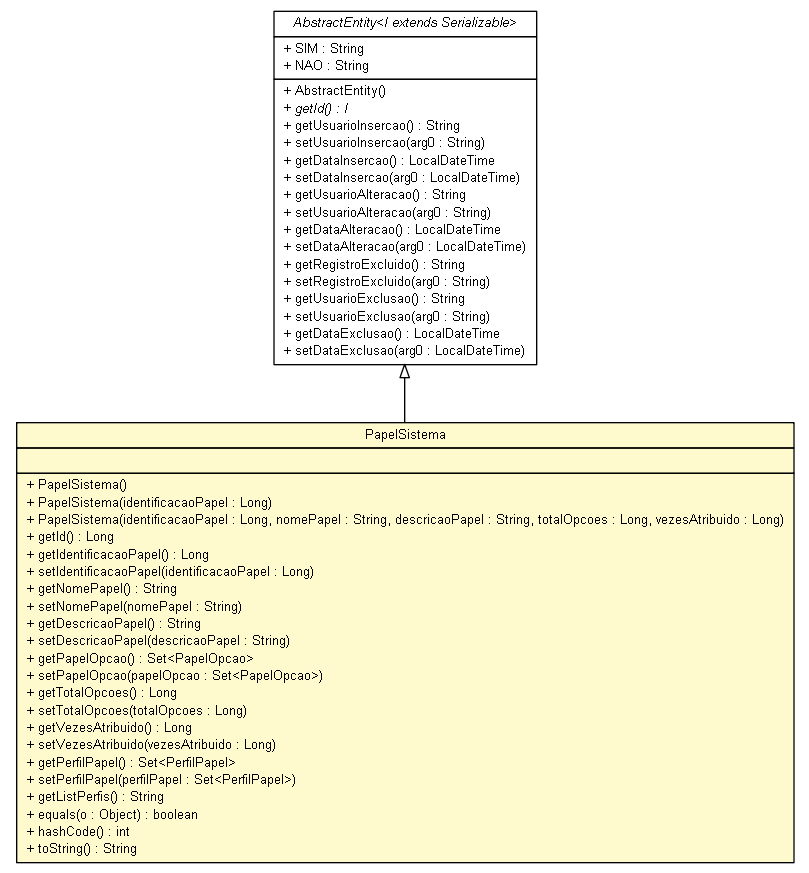 AbstractEntity<I extends Serializable>
+ SIM : String
+ NAO : String
+ AbstractEntity()
+ getId() : I
+ getUsuarioInsercao() : String
+ setUsuarioInsercao(arg0 : String)
+ getDataInsercao() : LocalDateTime
+ setDataInsercao(arg0 : LocalDateTime)
+ getUsuarioAlteracao() : String
+ setUsuarioAlteracao(arg0 : String)
+ getDataAlteracao() : LocalDateTime
+ setDataAlteracao(arg0 : LocalDateTime)
+ getRegistroExcluido() : String
+ setRegistroExcluido(arg0 : String)
+ getUsuarioExclusao() : String
+ setUsuarioExclusao(arg0 : String)
+ getDataExclusao() : LocalDateTime
+ setDataExclusao(arg0 : LocalDateTime)
PapelSistema
+ PapelSistema()
+ PapelSistema(identificacaoPapel : Long)
+ PapelSistema(identificacaoPapel : Long, nomePapel : String, descricaoPapel : String, totalOpcoes : Long, vezesAtribuido : Long)
+ getId() : Long
+ getIdentificacaoPapel() : Long
+ setIdentificacaoPapel(identificacaoPapel : Long)
+ getNomePapel() : String
+ setNomePapel(nomePapel : String)
+ getDescricaoPapel() : String
+ setDescricaoPapel(descricaoPapel : String)
+ getPapelOpcao() : Set<PapelOpcao>
+ setPapelOpcao(papelOpcao : Set<PapelOpcao>)
+ getTotalOpcoes() : Long
+ setTotalOpcoes(totalOpcoes : Long)
+ getVezesAtribuido() : Long
+ setVezesAtribuido(vezesAtribuido : Long)
+ getPerfilPapel() : Set<PerfilPapel>
+ setPerfilPapel(perfilPapel : Set<PerfilPapel>)
+ getListPerfis() : String
+ equals(o : Object) : boolean
+ hashCode() : int
+ toString() : String